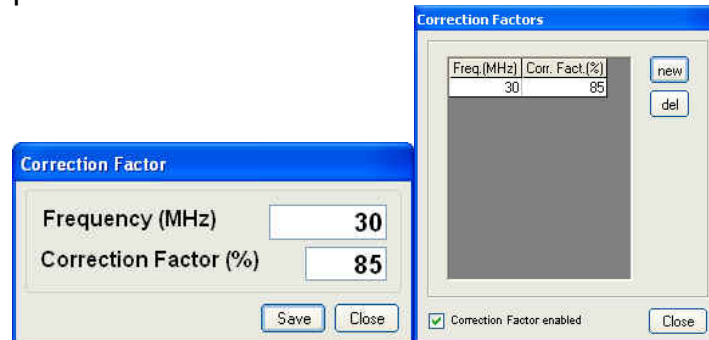 Correction Factors
Freq.(MHz) Corr. Fact.(%)
30 85
new
del
Correction Factor enabled
Close
Correction Factor
Frequency (MHz) 30
Correction Factor (%) 85
Save Close